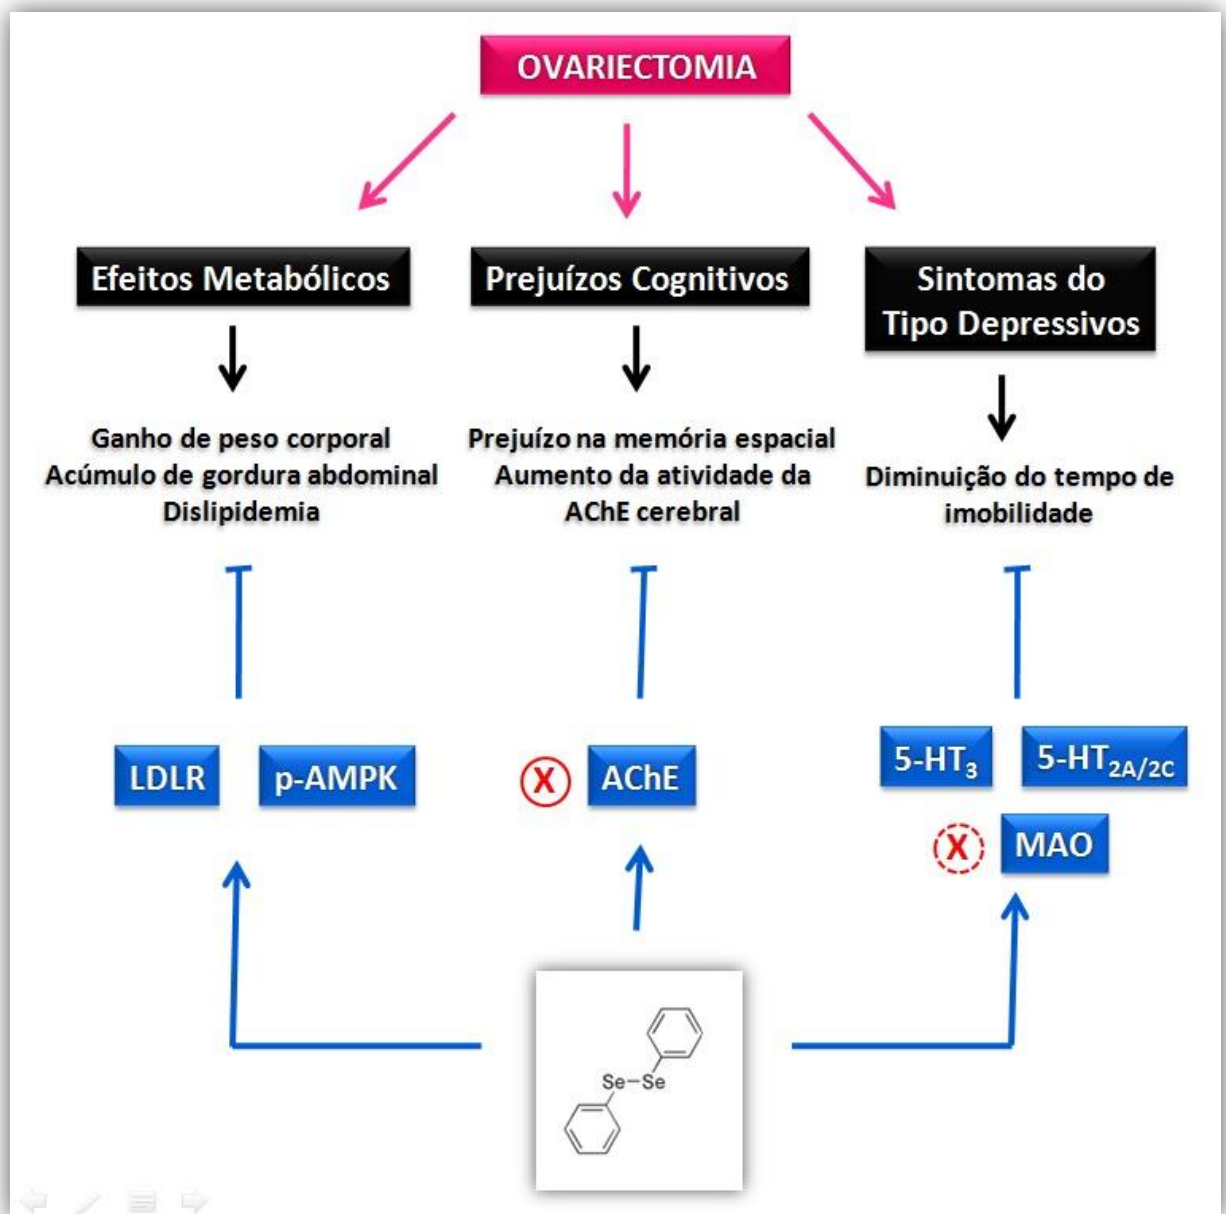 OVARIECTOMIA
Efeitos Metabólicos
Prejuízos Cognitivos
Sintomas do
Tipo Depressivos
Ganho de peso corporal
Acúmulo de gordura abdominal
Dislipidemia
Prejuízo na memória espacial
Aumento da atividade da
AChE cerebral
Diminuição do tempo de
imobilidade
LDLR
p-AMPK
X
AChE
5-HT₃
5-HT₂A/₂C
X
MAO
Se–Se